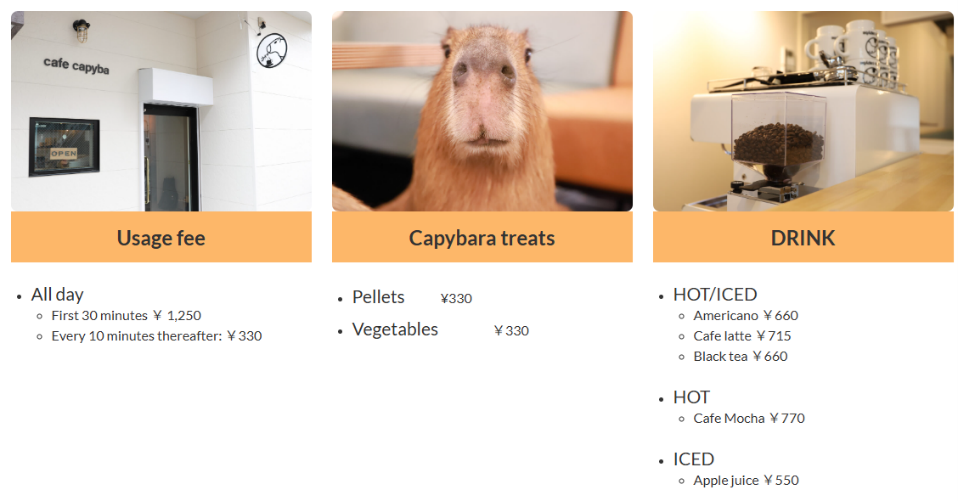 cafe capyba
OPEN
Usage fee
All day
First 30 minutes ¥ 1,250
Every 10 minutes thereafter: ¥330
Capybara treats
Pellets ¥330
Vegetables ¥330
DRINK
HOT/ICED
Americano ¥660
Cafe latte ¥715
Black tea ¥660
HOT
Cafe Mocha ¥770
ICED
Apple juice ¥550